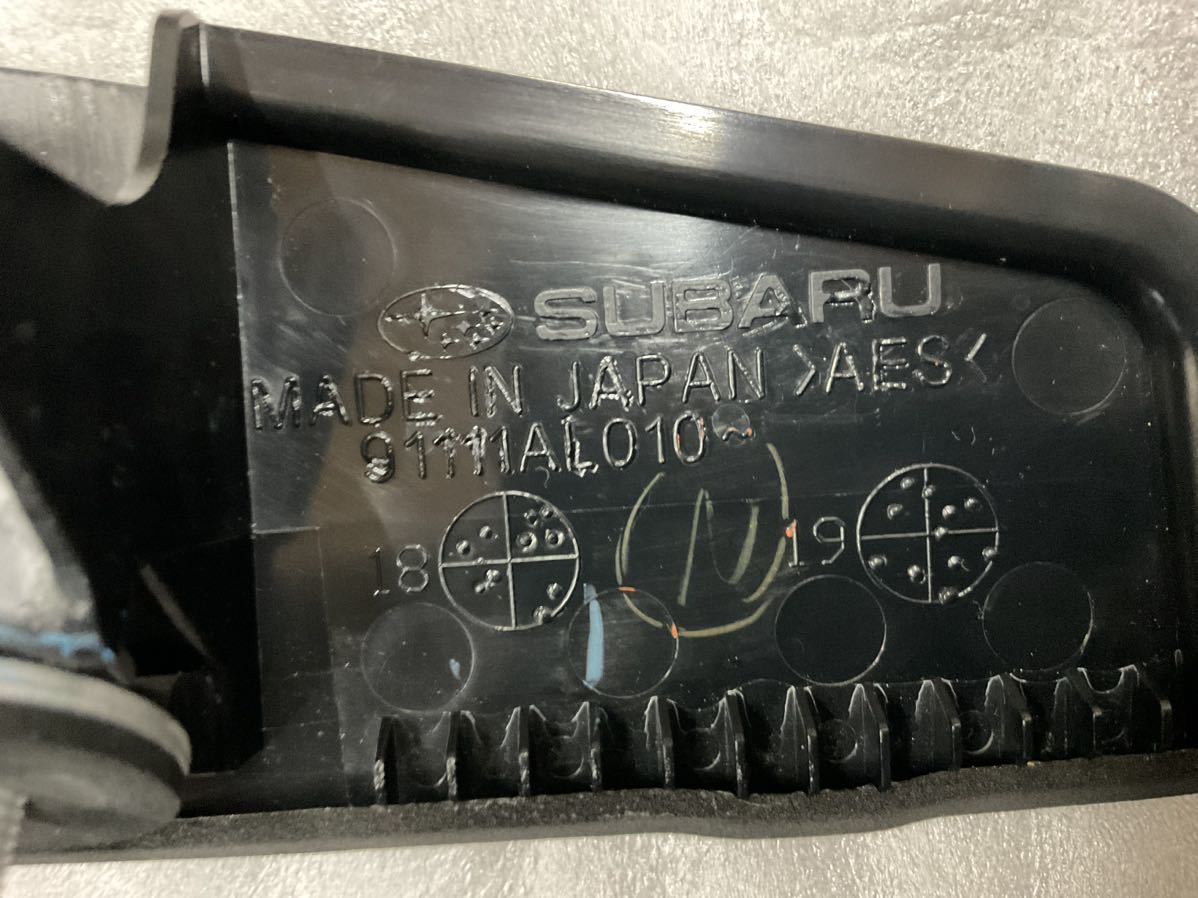 SUBARU
MADE IN JAPAN >AES<
91111AL010~
18 N 19